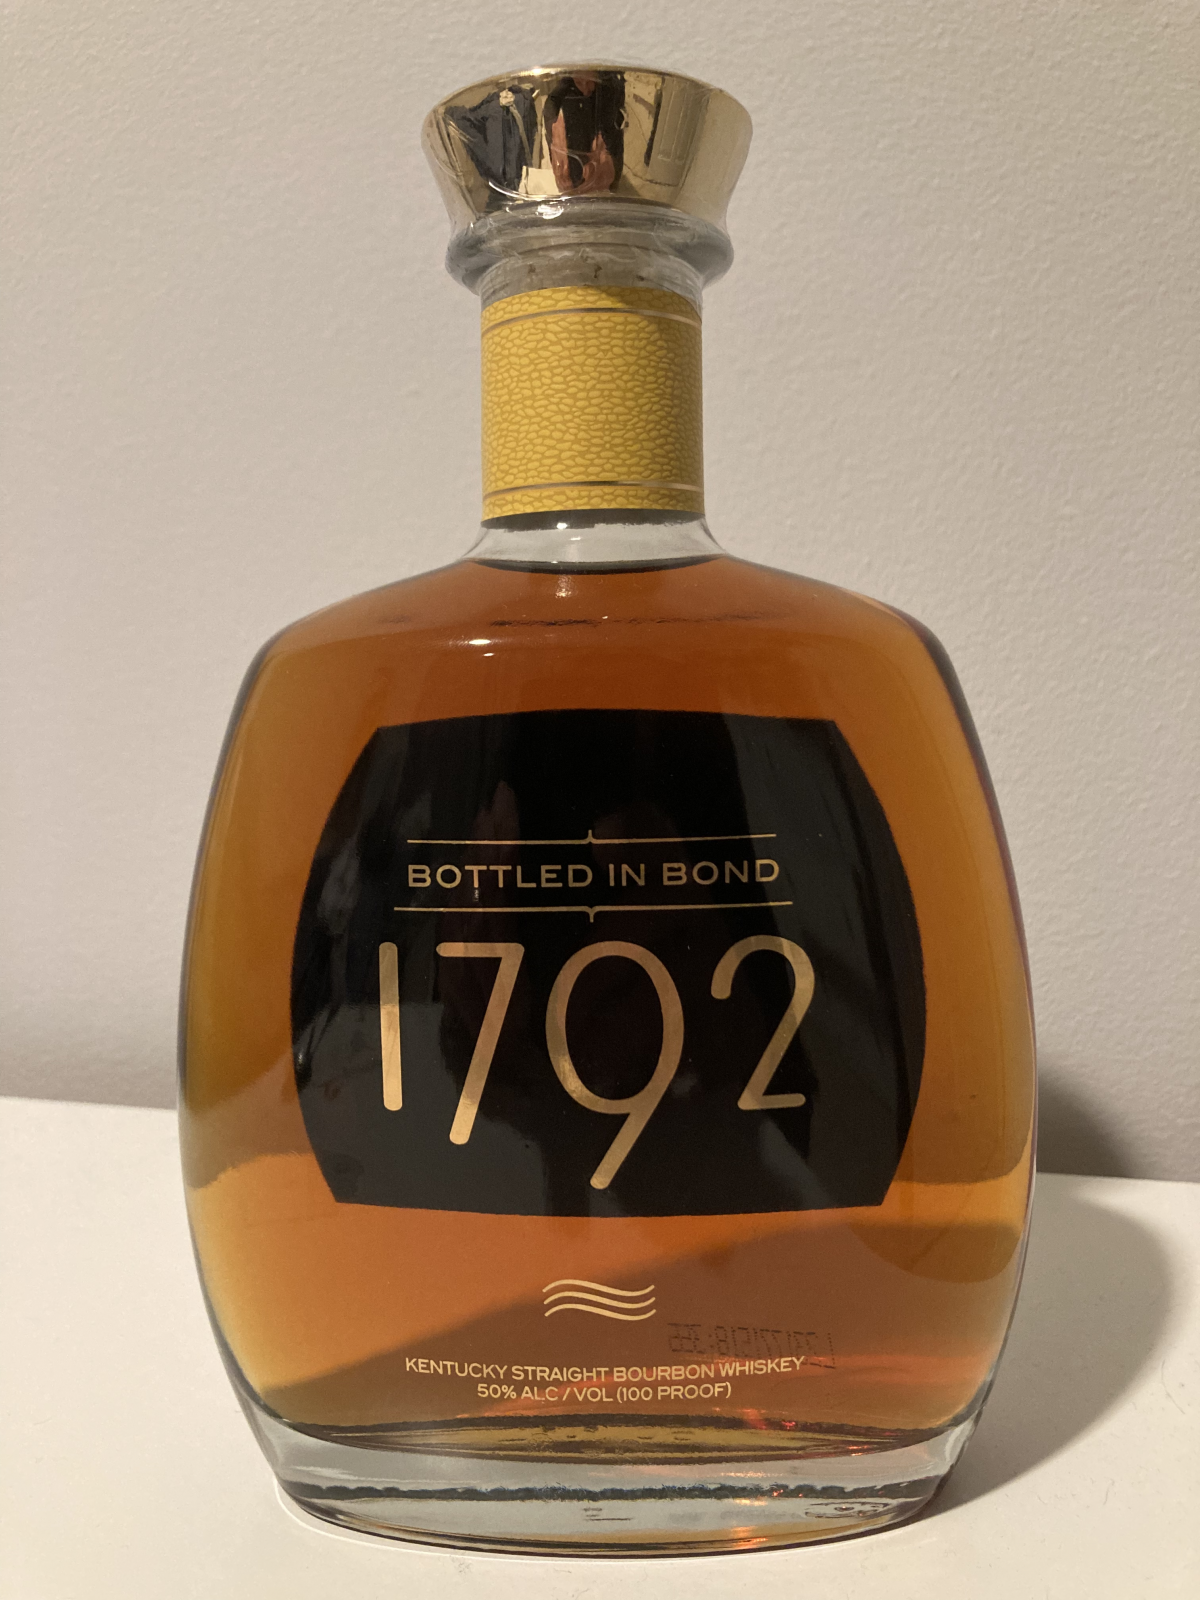 BOTTLED IN BOND
1792
KENTUCKY STRAIGHT BOURBON WHISKEY
50% ALC / VOL (100 PROOF)